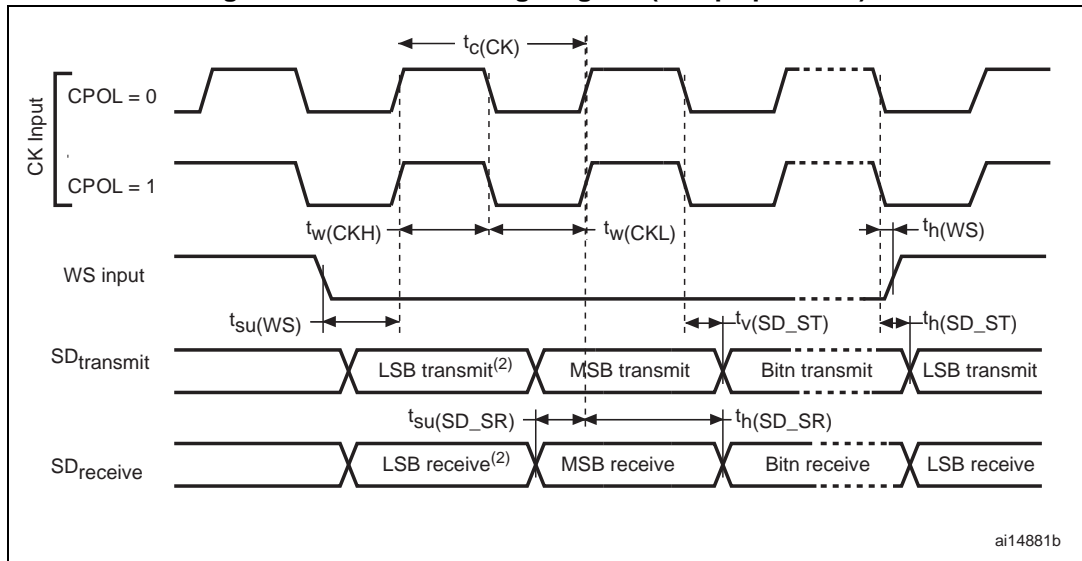 tc(CK)
CK Input
CPOL = 0
CPOL = 1
tw(CKH)
tw(CKL)
th(WS)
WS input
tsu(WS)
tv(SD_ST)
th(SD_ST)
SDtransmit
LSB transmit(2)
MSB transmit
Bitn transmit
LSB transmit
tsu(SD_SR)
th(SD_SR)
SDreceive
LSB receive(2)
MSB receive
Bitn receive
LSB receive
ai14881b